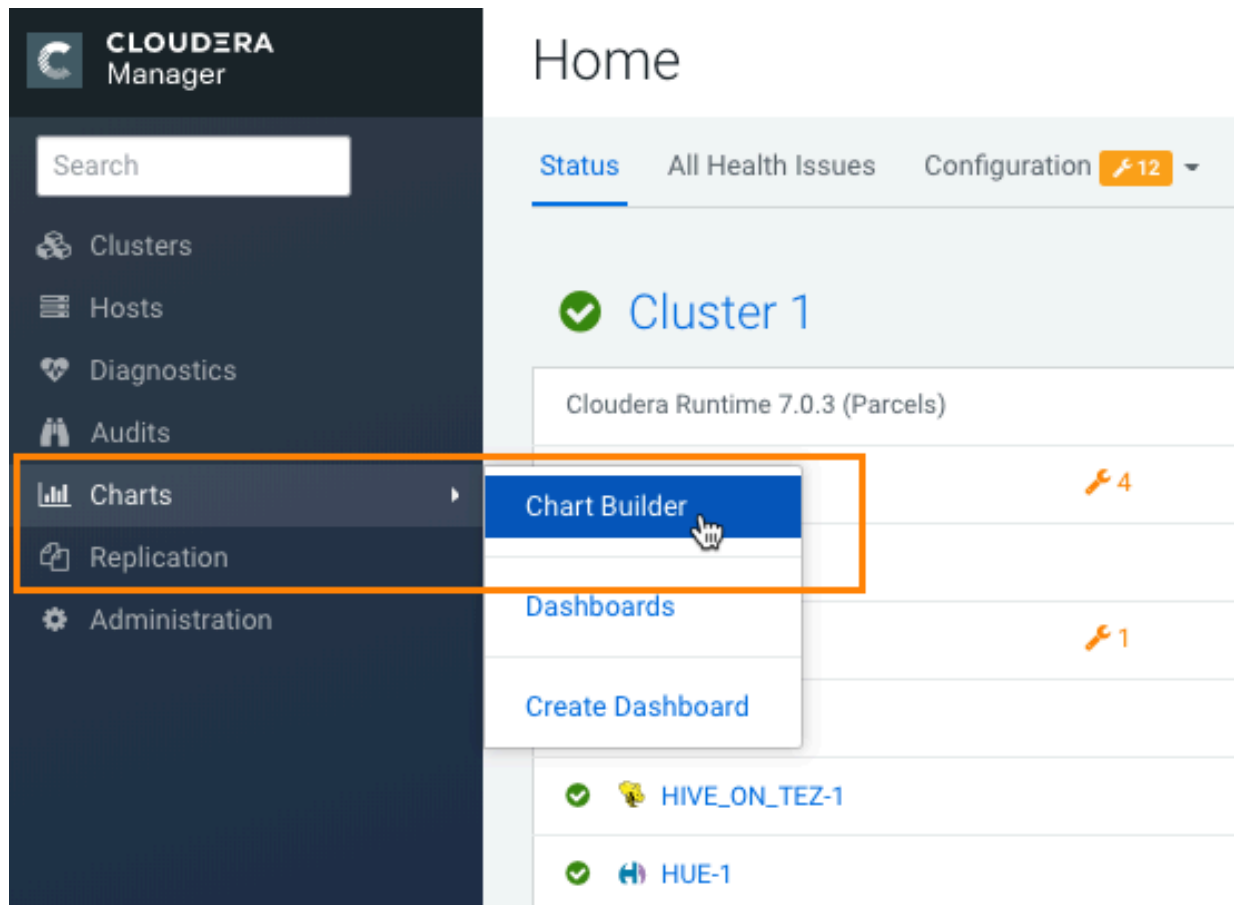 CLOUDERA
Manager
Home
Search
Status All Health Issues Configuration 12
Clusters
Hosts
Diagnostics
Audits
Charts
Replication
Administration
Cluster 1
Cloudera Runtime 7.0.3 (Parcels)
4
Chart Builder
Dashboards
1
Create Dashboard
HIVE_ON_TEZ-1
HUE-1